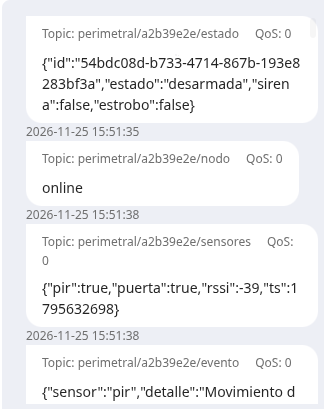 Topic: perimetral/a2b39e2e/estado QoS: 0
{"id":"54bdc08d-b733-4714-867b-193e8
283bf3a","estado":"desarmada","siren
a":false,"estrobo":false}
2026-11-25 15:51:35
Topic: perimetral/a2b39e2e/nodo QoS: 0
online
2026-11-25 15:51:38
Topic: perimetral/a2b39e2e/sensores QoS:
0
{"pir":true,"puerta":true,"rssi":-39,"ts":1
795632698}
2026-11-25 15:51:38
Topic: perimetral/a2b39e2e/evento QoS: 0
{"sensor":"pir","detalle":"Movimiento d